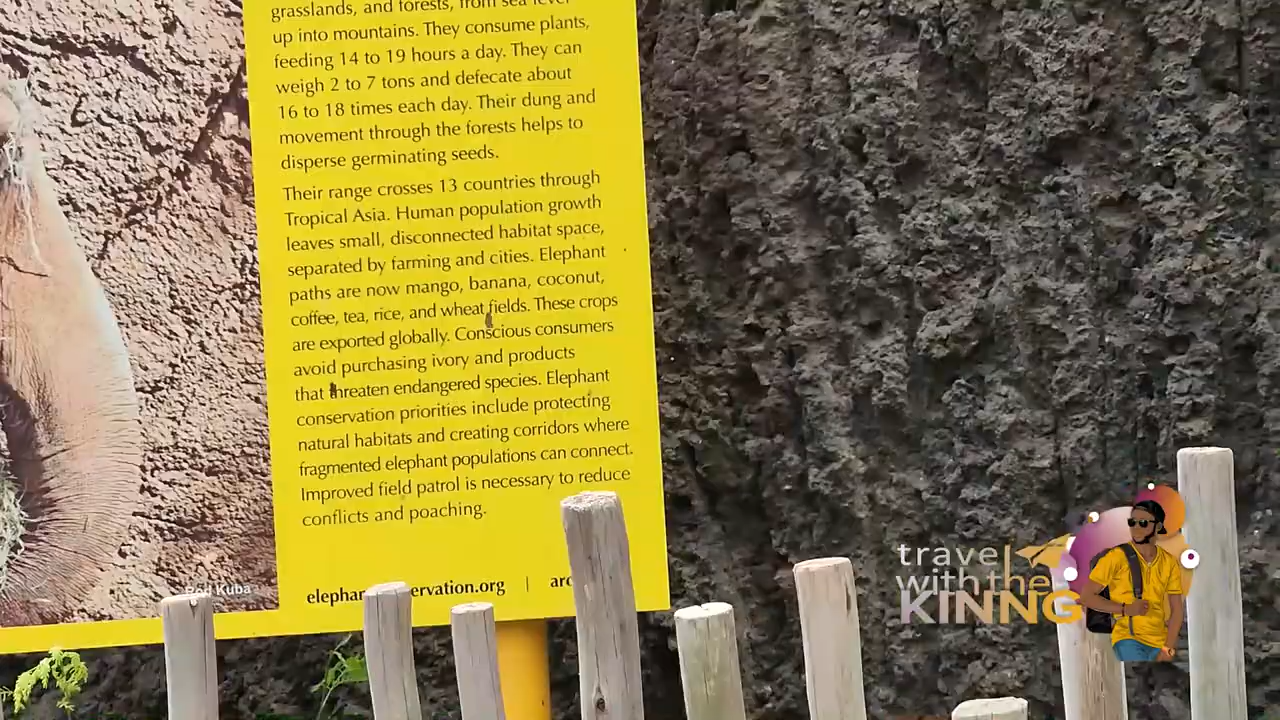 grasslands, and forests, from sea level
up into mountains. They consume plants,
feeding 14 to 19 hours a day. They can
weigh 2 to 7 tons and defecate about
16 to 18 times each day. Their dung and
movement through the forests helps to
disperse germinating seeds.
Their range crosses 13 countries through
Tropical Asia. Human population growth
leaves small, disconnected habitat space,
separated by farming and cities. Elephant
paths are now mango, banana, coconut,
coffee, tea, rice, and wheat fields. These crops
are exported globally. Conscious consumers
avoid purchasing ivory and products
that threaten endangered species. Elephant
conservation priorities include protecting
natural habitats and creating corridors where
fragmented elephant populations can connect.
Improved field patrol is necessary to reduce
conflicts and poaching.
Kuba
|
travel
with the
KINNG